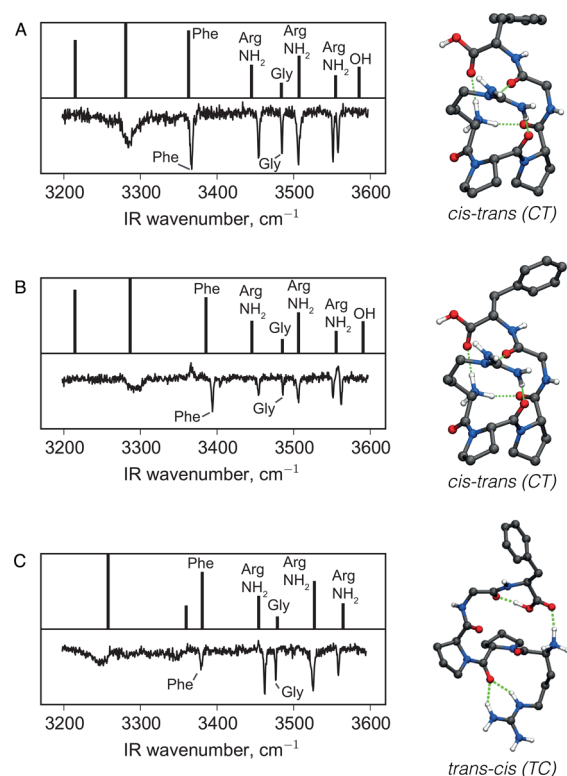 A
Phe
Arg
NH2
Gly
Arg
NH2
Arg
NH2
OH
Phe
Gly
3200 3300 3400 3500 3600
IR wavenumber, cm−1
cis-trans (CT)
B
Phe
Arg
NH2
Gly
Arg
NH2
Arg
NH2
OH
Phe
Gly
3200 3300 3400 3500 3600
IR wavenumber, cm−1
cis-trans (CT)
C
Phe
Arg
NH2
Gly
Arg
NH2
Arg
NH2
Phe
Gly
3200 3300 3400 3500 3600
IR wavenumber, cm−1
trans-cis (TC)